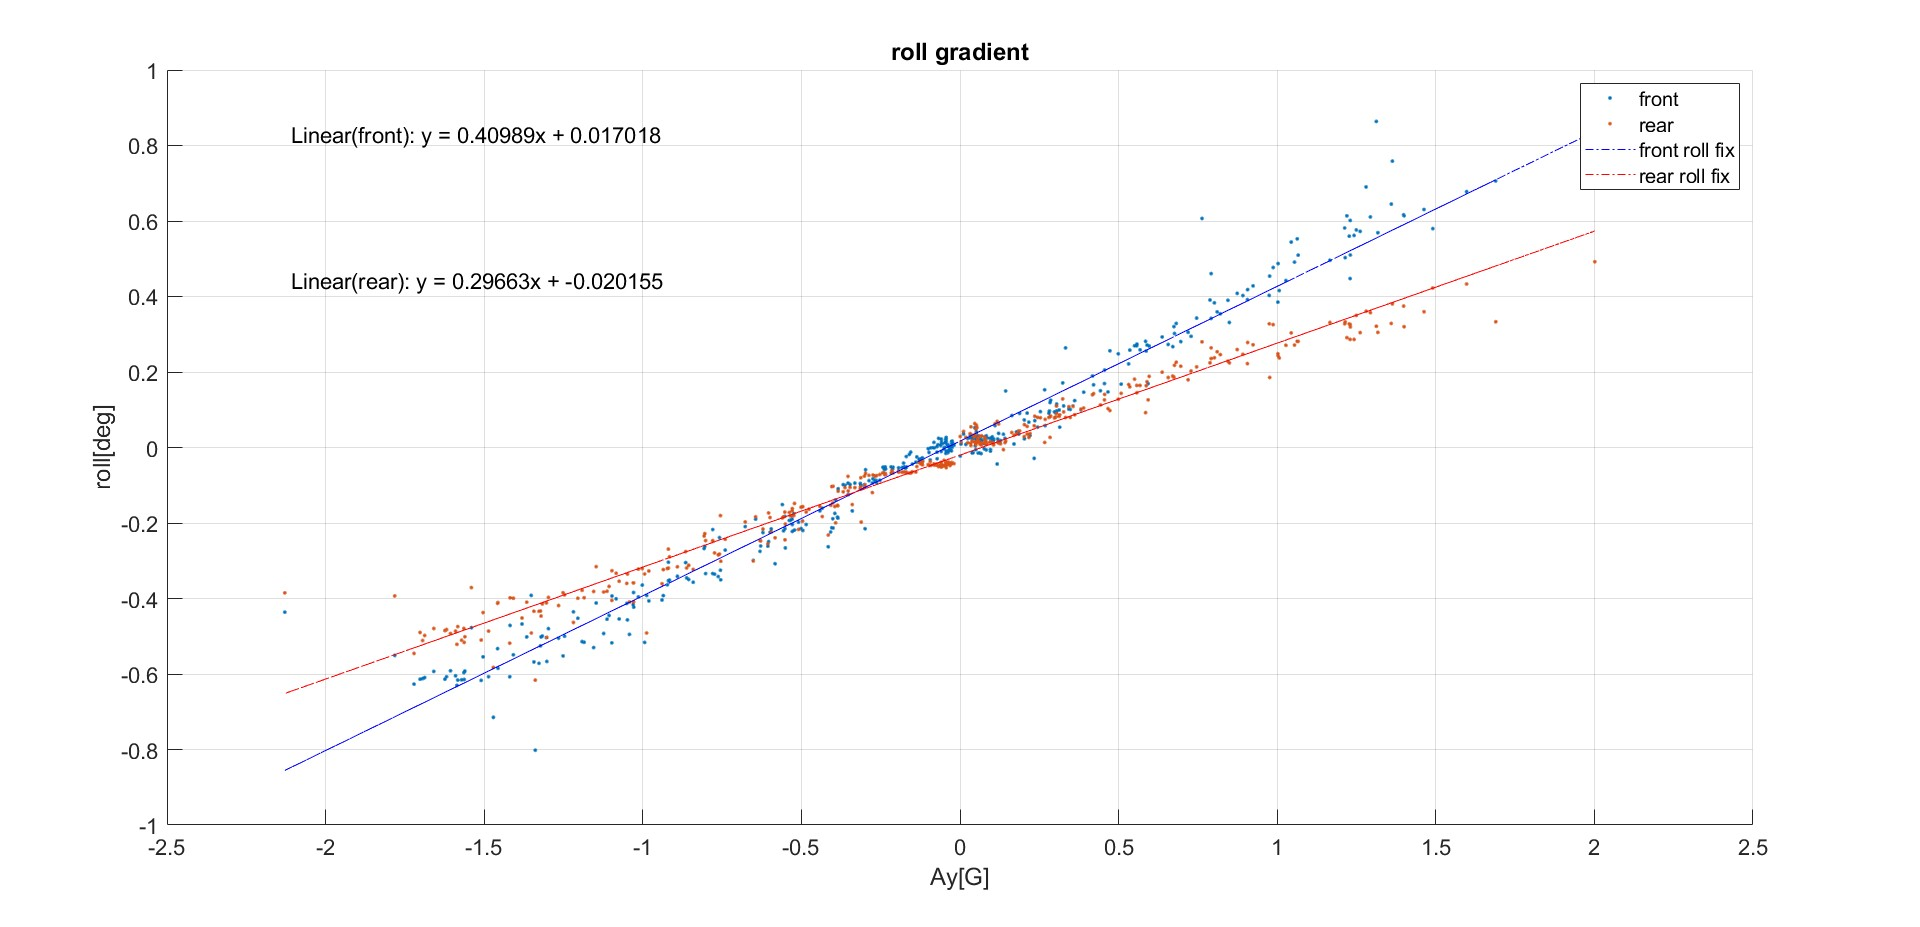 roll gradient
1
0.8
0.6
0.4
0.2
0
-0.2
-0.4
-0.6
-0.8
-1
roll[deg]
Linear(front): y = 0.40989x + 0.017018
Linear(rear): y = 0.29663x + -0.020155
front
rear
front roll fix
rear roll fix
-2.5 -2 -1.5 -1 -0.5 0 0.5 1 1.5 2 2.5
Ay[G]